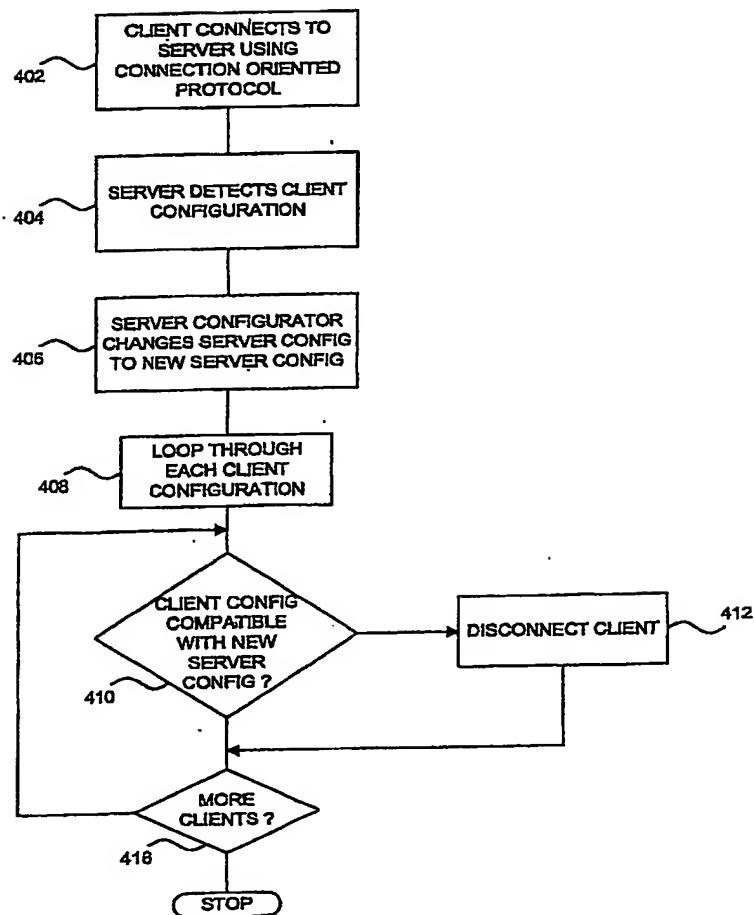 CLIENT CONNECTS TO
SERVER USING
CONNECTION ORIENTED
PROTOCOL
402
SERVER DETECTS CLIENT
CONFIGURATION
404
SERVER CONFIGURATOR
CHANGES SERVER CONFIG
TO NEW SERVER CONFIG
406
LOOP THROUGH
EACH CLIENT
CONFIGURATION
408
CLIENT CONFIG
COMPATIBLE
WITH NEW
SERVER
CONFIG ?
410
DISCONNECT CLIENT
412
MORE
CLIENTS ?
416
STOP